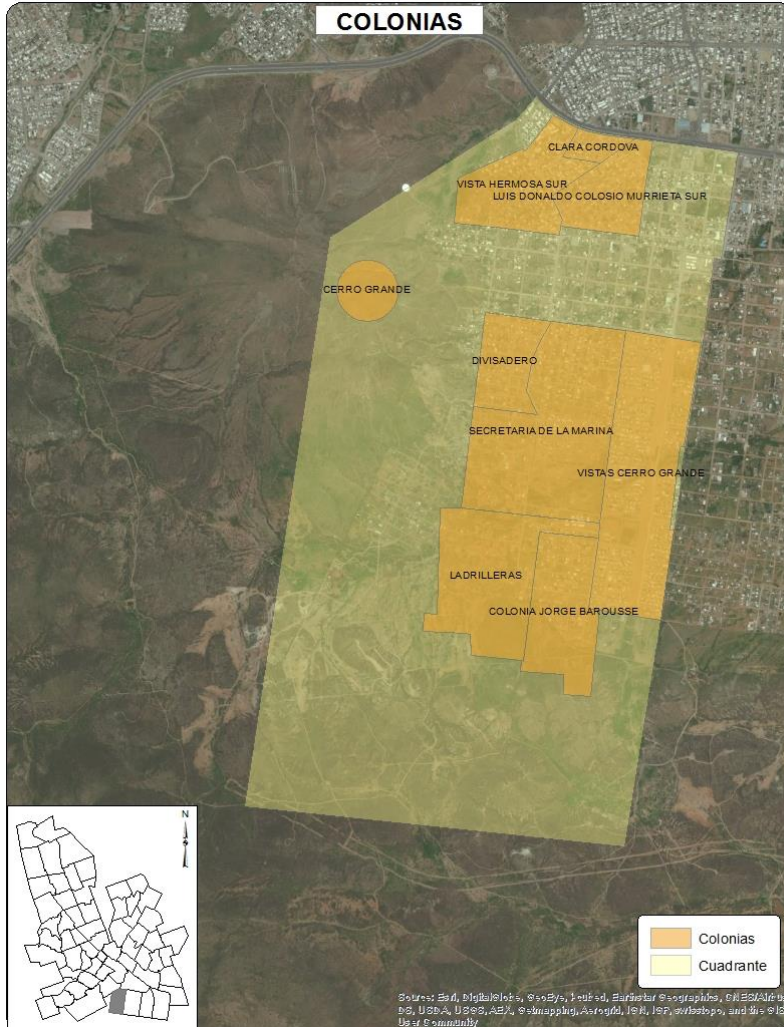 COLONIAS
CLARA CORDOVA
VISTA HERMOSA SUR
LUIS DONALDO COLOSIO MURRIETA SUR
CERRO GRANDE
DIVISADERO
SECRETARIA DE LA MARINA
VISTAS CERRO GRANDE
LADRILLERAS
COLONIA JORGE BAROUSSE
N
Colonias
Cuadrante
Source: Esri, DigitalGlobe, GeoEye, i-cubed, Earthstar Geographics, CNES/Airbus
DS, USDA, USGS, AEX, Getmapping, Aerogrid, IGN, IGP, swisstopo, and the GIS
User Community